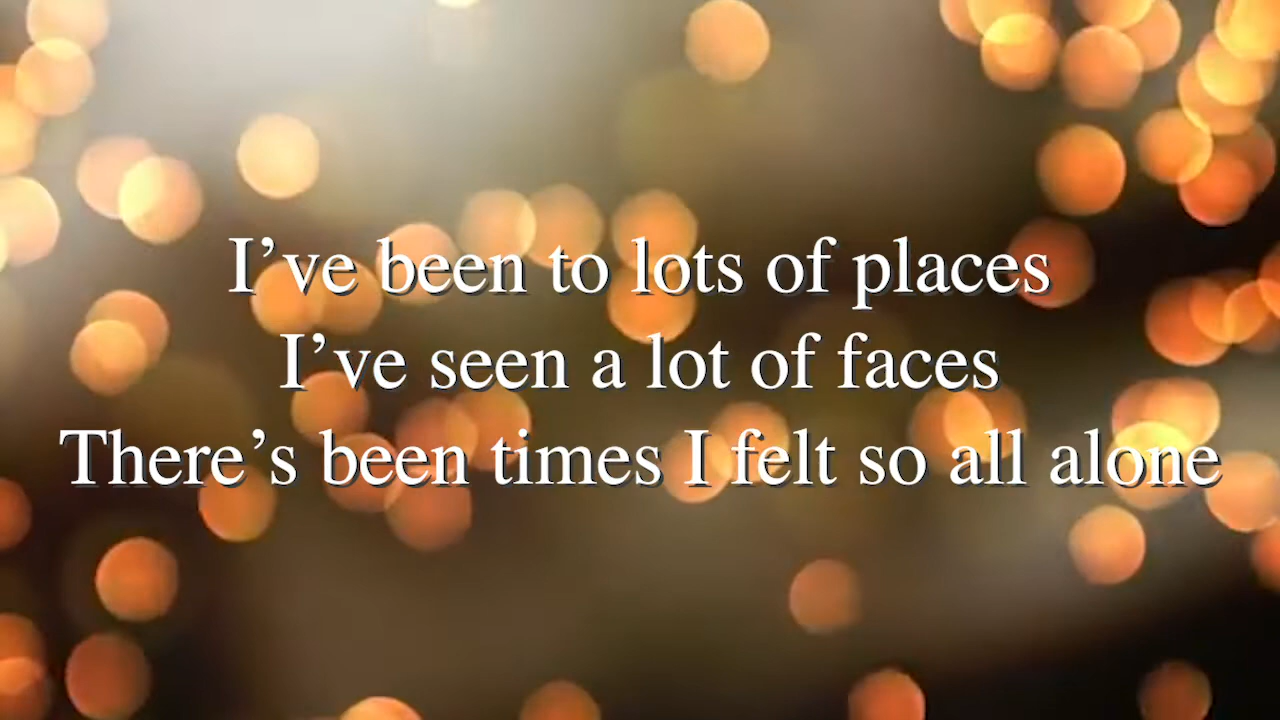 I’ve been to lots of places
I’ve seen a lot of faces
There’s been times I felt so all alone